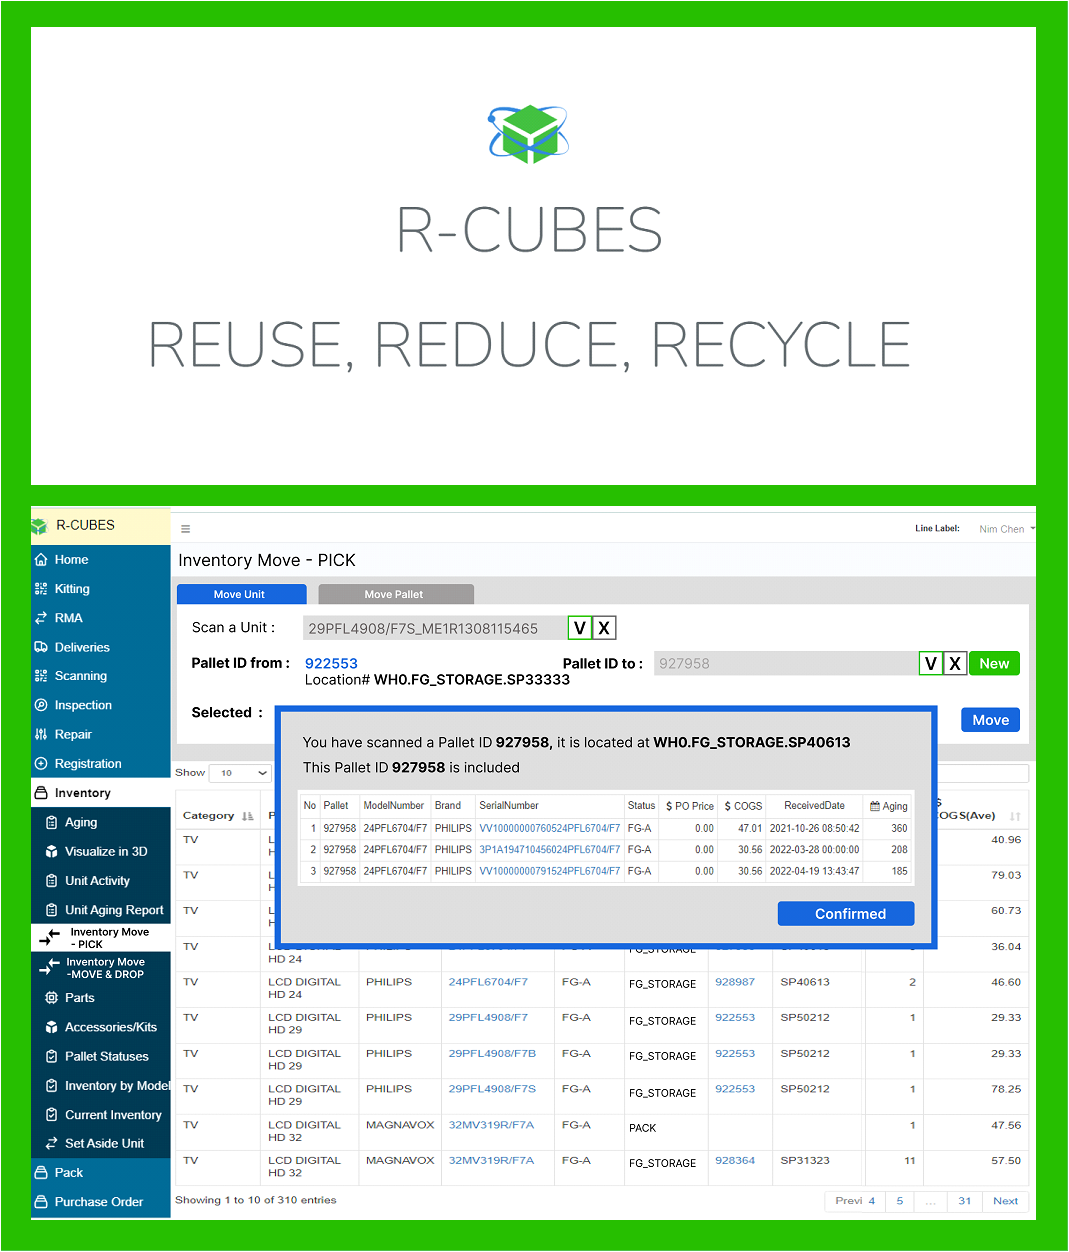 R-CUBES
REUSE, REDUCE, RECYCLE
R-CUBES
Line Label: Nim Chen
Home
Kitting
RMA
Deliveries
Scanning
Inspection
Repair
Registration
Inventory
Aging
Visualize in 3D
Unit Activity
Unit Aging Report
Inventory Move
- PICK
Inventory Move
-MOVE & DROP
Parts
Accessories/Kits
Pallet Statuses
Inventory by Model
Current Inventory
Set Aside Unit
Pack
Purchase Order
Inventory Move - PICK
Move Unit Move Pallet
Scan a Unit : 29PFL4908/F7S_ME1R1308115465 V X
Pallet ID from : 922553 Pallet ID to : 927958 V X New
Location# WH0.FG_STORAGE.SP33333
Selected :
Move
You have scanned a Pallet ID 927958, it is located at WH0.FG_STORAGE.SP40613
This Pallet ID 927958 is included
No Pallet ModelNumber Brand SerialNumber Status $ PO Price $ COGS ReceivedDate Aging
1 927958 24PFL6704/F7 PHILIPS VV10000000760524PFL6704/F7 FG-A 0.00 47.01 2021-10-26 08:50:42 360
2 927958 24PFL6704/F7 PHILIPS 3P1A194710456024PFL6704/F7 FG-A 0.00 30.56 2022-03-28 00:00:00 208
3 927958 24PFL6704/F7 PHILIPS VV10000000791524PFL6704/F7 FG-A 0.00 30.56 2022-04-19 13:43:47 185
Confirmed
Show 10
Category OGS(Ave)
TV 40.96
TV 79.03
TV 60.73
TV 36.04
HD 24 FG_STORAGE
TV LCD DIGITAL PHILIPS 24PFL6704/F7 FG-A FG_STORAGE 928987 SP40613 2 46.60
HD 24
TV LCD DIGITAL PHILIPS 29PFL4908/F7 FG-A FG_STORAGE 922553 SP50212 1 29.33
HD 29
TV LCD DIGITAL PHILIPS 29PFL4908/F7B FG-A FG_STORAGE 922553 SP50212 1 29.33
HD 29
TV LCD DIGITAL PHILIPS 29PFL4908/F7S FG-A FG_STORAGE 922553 SP50212 1 78.25
HD 29
TV LCD DIGITAL MAGNAVOX 32MV319R/F7A FG-A PACK 1 47.56
HD 32
TV LCD DIGITAL MAGNAVOX 32MV319R/F7A FG-A FG_STORAGE 928364 SP31323 11 57.50
HD 32
Showing 1 to 10 of 310 entries
Previ 4 5 ... 31 Next